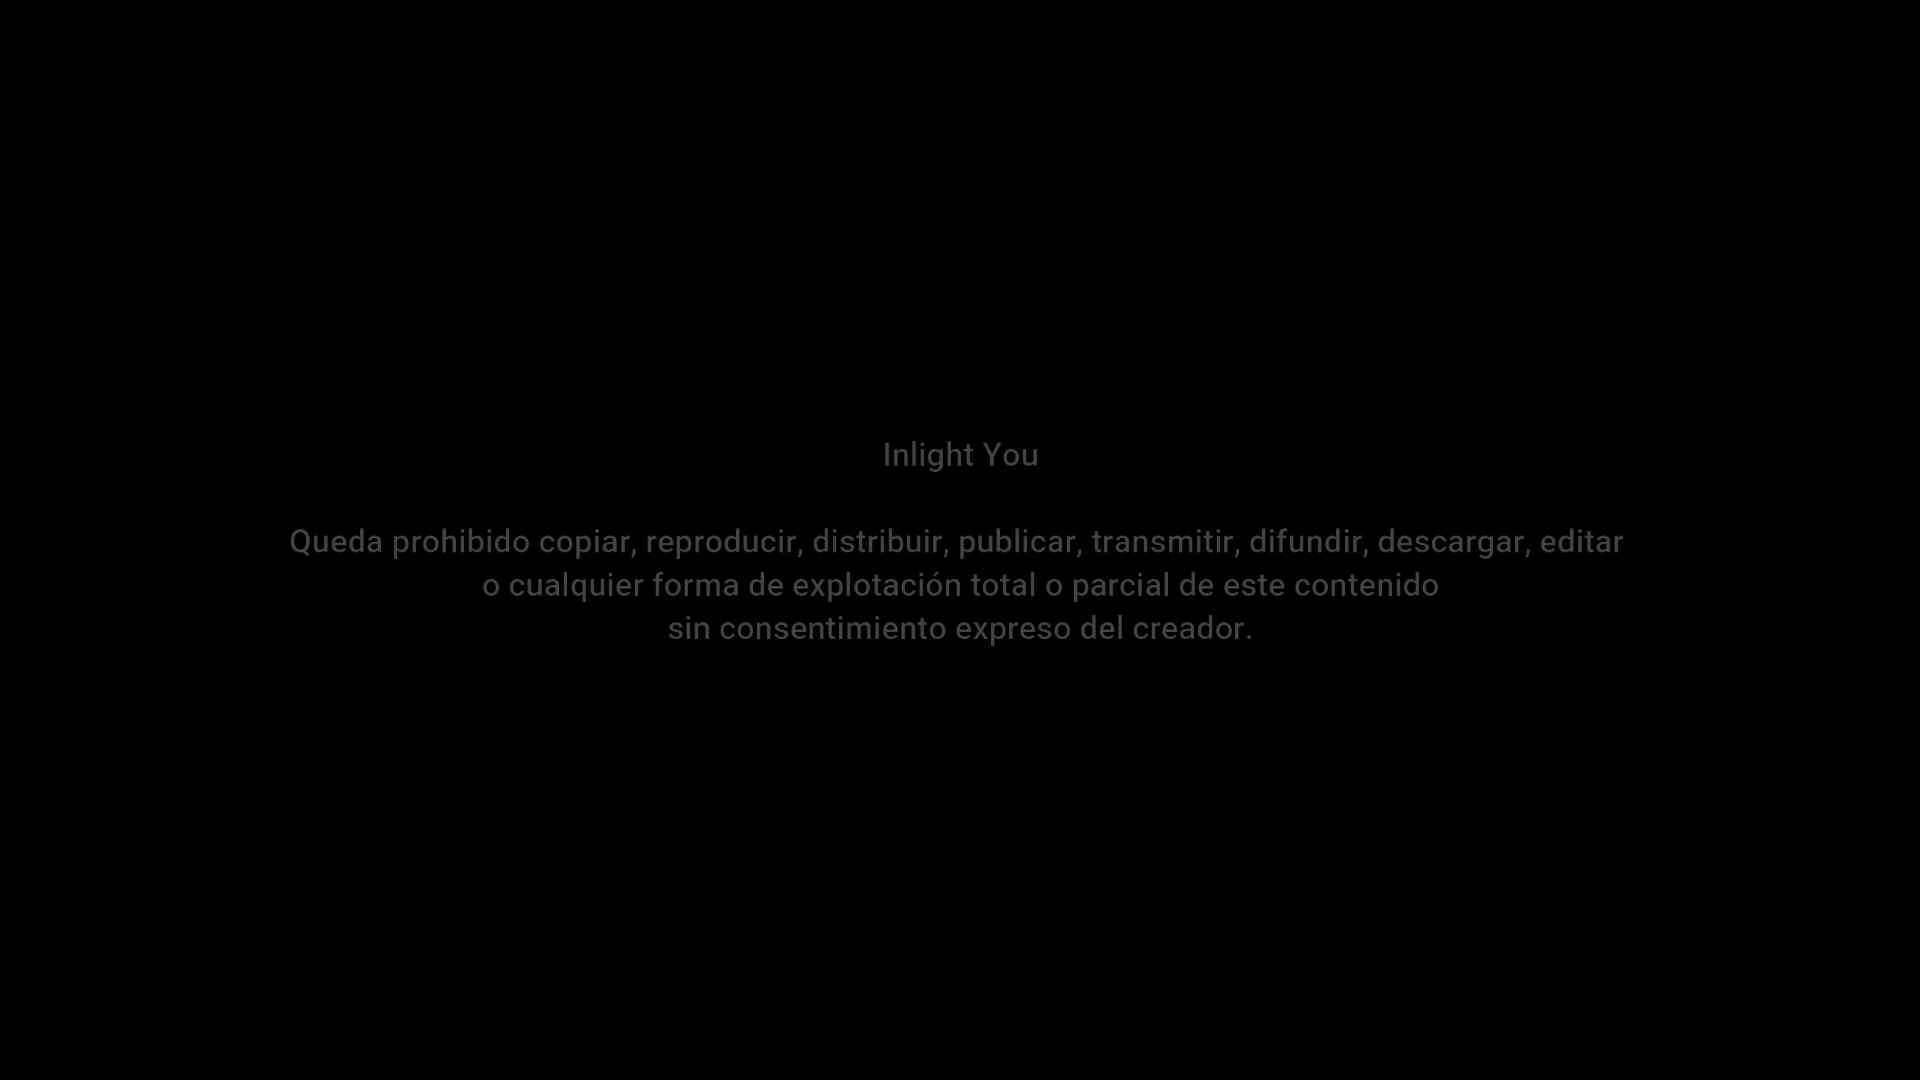 Inlight You
Queda prohibido copiar, reproducir, distribuir, publicar, transmitir, difundir, descargar, editar
o cualquier forma de explotación total o parcial de este contenido
sin consentimiento expreso del creador.